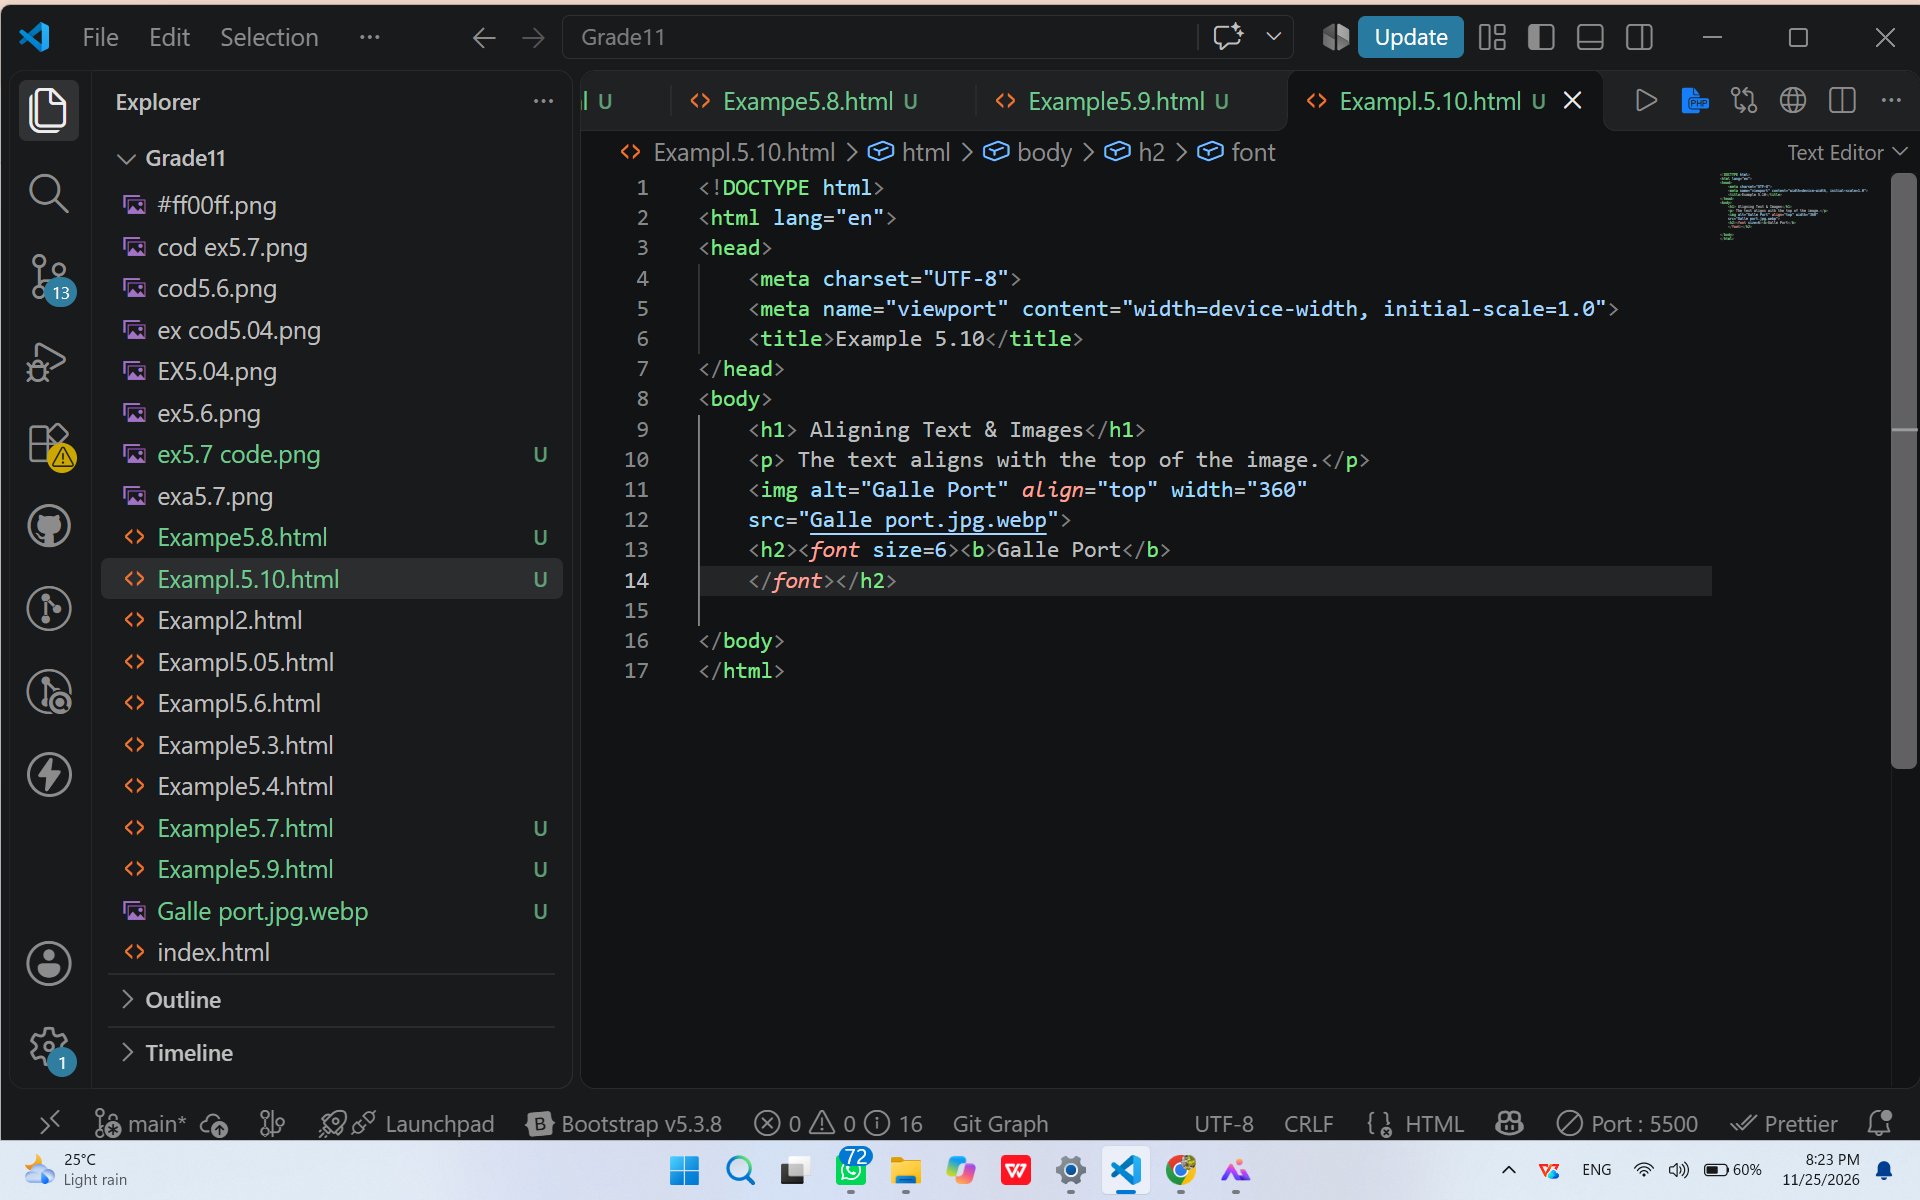 File Edit Selection ··· Grade11 Update
Explorer ···
Grade11
#ff00ff.png
cod ex5.7.png
cod5.6.png
ex cod5.04.png
EX5.04.png
ex5.6.png
ex5.7 code.png U
exa5.7.png
Exampe5.8.html U
Exampl.5.10.html U
Exampl2.html
Exampl5.05.html
Exampl5.6.html
Example5.3.html
Example5.4.html
Example5.7.html U
Example5.9.html U
Galle port.jpg.webp U
index.html
Outline
Timeline
13
1
l U Exampe5.8.html U Example5.9.html U Exampl.5.10.html U
PHP
Exampl.5.10.html > html > body > h2 > font Text Editor
1 <!DOCTYPE html>
2 <html lang="en">
3 <head>
4 <meta charset="UTF-8">
5 <meta name="viewport" content="width=device-width, initial-scale=1.0">
6 <title>Example 5.10</title>
7 </head>
8 <body>
9 <h1> Aligning Text & Images</h1>
10 <p> The text aligns with the top of the image.</p>
11 <img alt="Galle Port" align="top" width="360"
12 src="Galle port.jpg.webp">
13 <h2><font size=6><b>Galle Port</b>
14 </font></h2>
15
16 </body>
17 </html>
main* Launchpad B Bootstrap v5.3.8 0 0 16 Git Graph UTF-8 CRLF HTML Port : 5500 Prettier
25°C
Light rain
72
ENG 60%
8:23 PM
11/25/2026